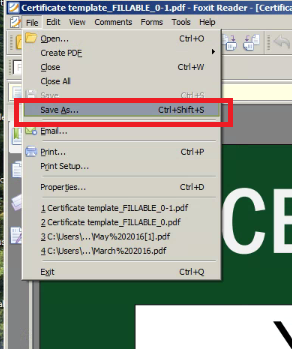 Certificate template_FILLABLE_0-1.pdf - Foxit Reader - [Certifica
File Edit View Comments Forms Tools Help
Open... Ctrl+O
Create PDF
Close Ctrl+W
Close All
Save Ctrl+S
Save As... Ctrl+Shift+S
Email...
Print... Ctrl+P
Print Setup...
Properties... Ctrl+D
1 Certificate template_FILLABLE_0-1.pdf
2 Certificate template_FILLABLE_0.pdf
3 C:\Users\...\May%202016[1].pdf
4 C:\Users\...\March%202016.pdf
Exit Ctrl+Q
CE
Y